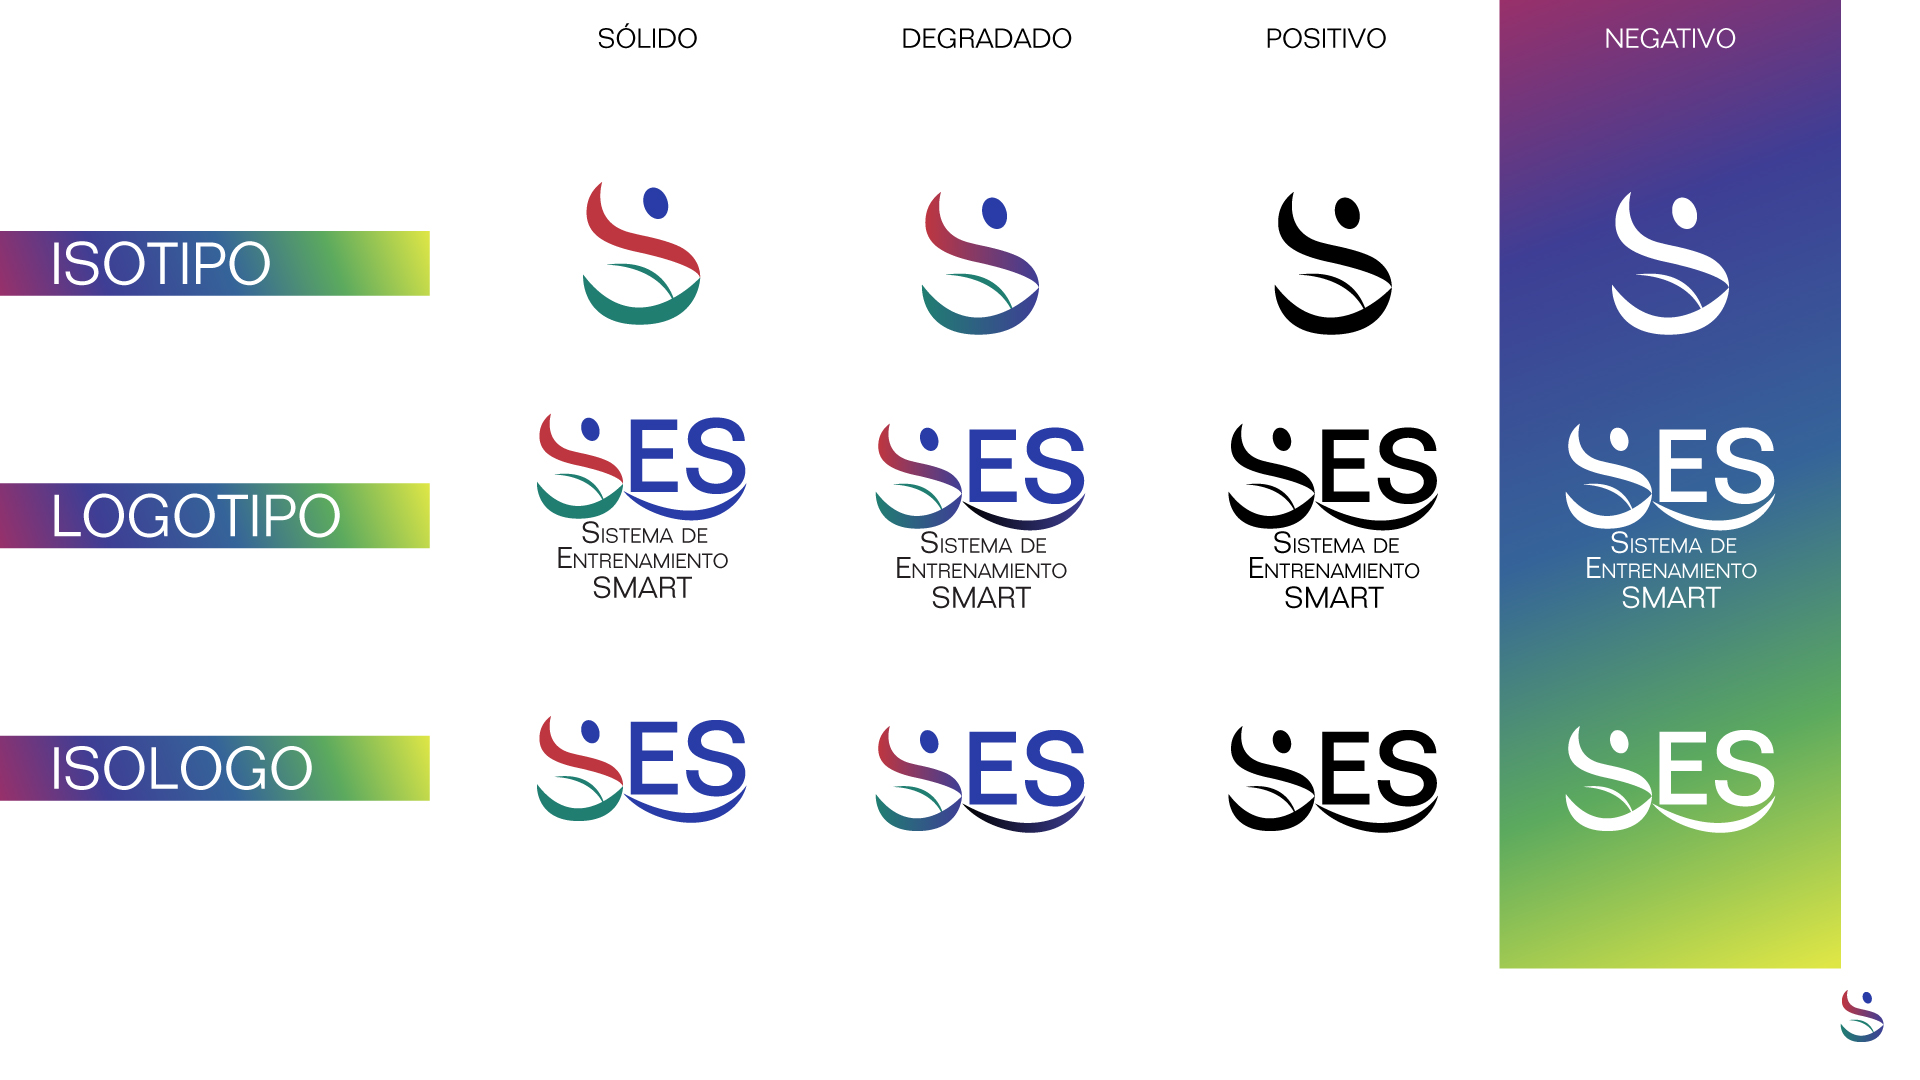 SÓLIDO
DEGRADADO
POSITIVO
NEGATIVO
ISOTIPO
LOGOTIPO
SES
SISTEMA DE
ENTRENAMIENTO
SMART
SES
SISTEMA DE
ENTRENAMIENTO
SMART
SES
SISTEMA DE
ENTRENAMIENTO
SMART
SES
SISTEMA DE
ENTRENAMIENTO
SMART
ISOLOGO
SES
SES
SES
SES